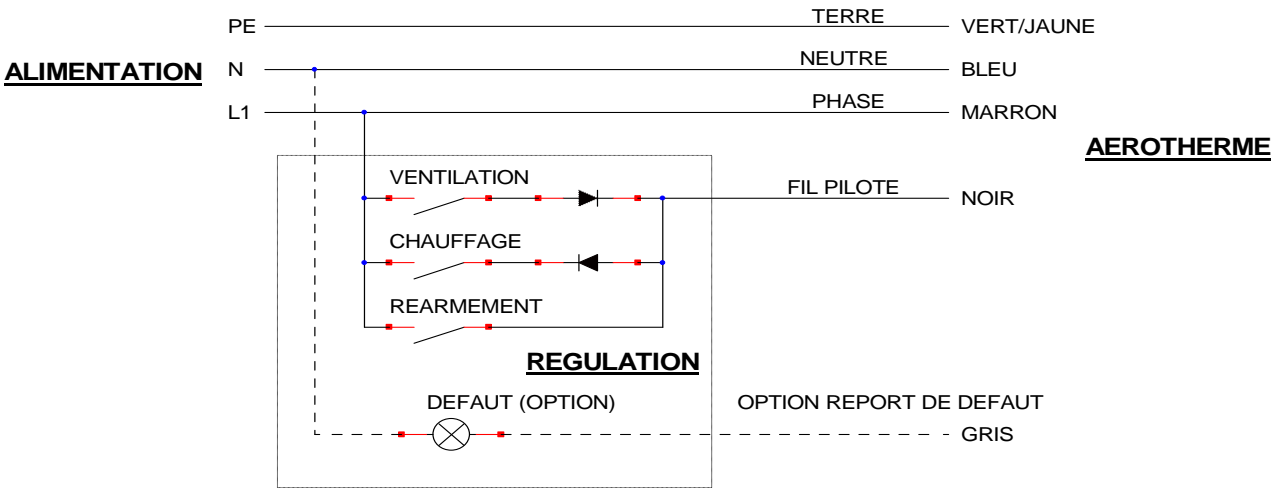 PE TERRE VERT/JAUNE
ALIMENTATION N NEUTRE BLEU
L1 PHASE MARRON
AEROTHERME
VENTILATION FIL PILOTE NOIR
CHAUFFAGE
REARMEMENT
REGULATION
DEFAUT (OPTION) OPTION REPORT DE DEFAUT
GRIS